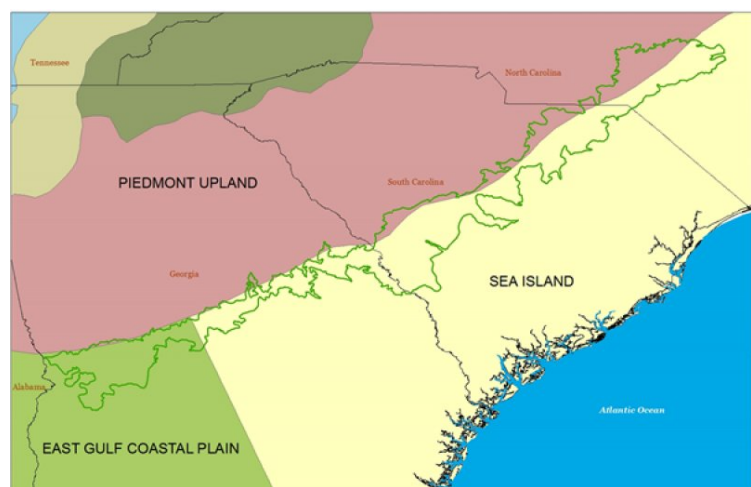 Tennessee
North Carolina
PIEDMONT UPLAND
South Carolina
Georgia
SEA ISLAND
Alabama
Atlantic Ocean
EAST GULF COASTAL PLAIN